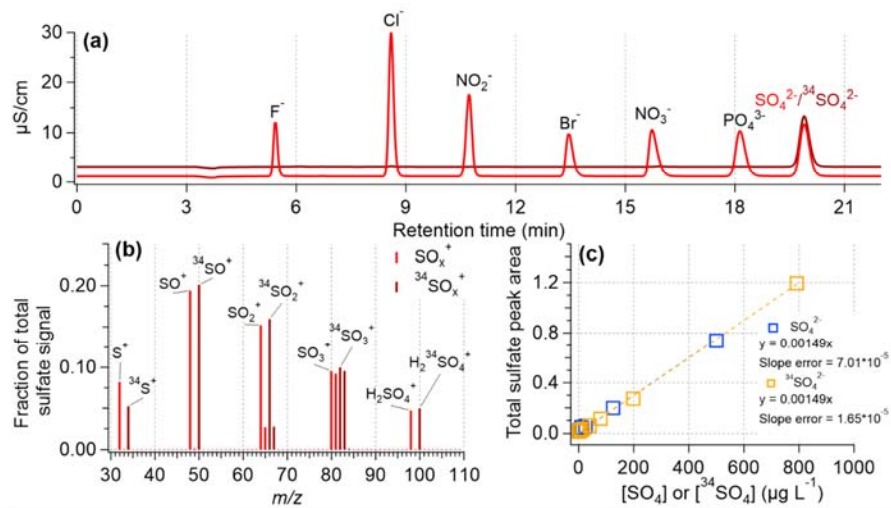 (a)
µS/cm
30
20
10
0
F⁻
Cl⁻
NO₂⁻
Br⁻
NO₃⁻
PO₄³⁻
SO₄²⁻/³⁴SO₄²⁻
0 3 6 9 12 15 18 21
Retention time (min)
(b)
Fraction of total
sulfate signal
0.20
0.10
0.00
S⁺
³⁴S⁺
SO⁺
³⁴SO⁺
SO₂⁺
³⁴SO₂⁺
SO₃⁺
³⁴SO₃⁺
H₂SO₄⁺
H₂³⁴SO₄⁺
SOₓ⁺
³⁴SOₓ⁺
30 40 50 60 70 80 90 100 110
m/z
(c)
Total sulfate peak area
1.2
0.8
0.4
0.0
SO₄²⁻
y = 0.00149x
Slope error = 7.01*10⁻⁵
³⁴SO₄²⁻
y = 0.00149x
Slope error = 1.65*10⁻⁵
0 200 400 600 800 1000
[SO₄] or [³⁴SO₄] (µg L⁻¹)